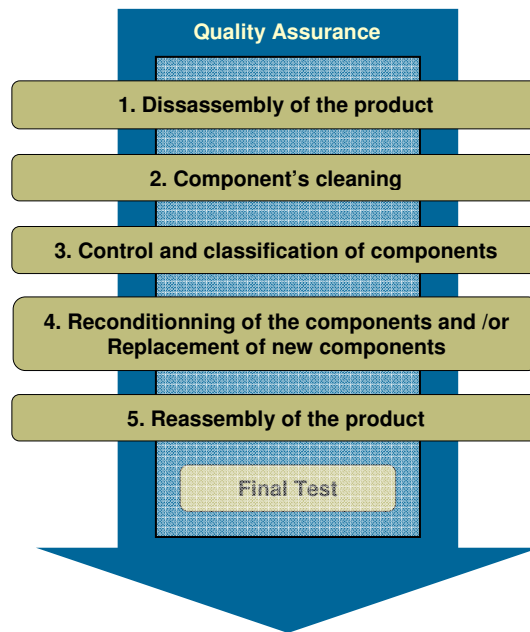 Quality Assurance
1. Dissassembly of the product
2. Component's cleaning
3. Control and classification of components
4. Reconditionning of the components and /or
Replacement of new components
5. Reassembly of the product
Final Test